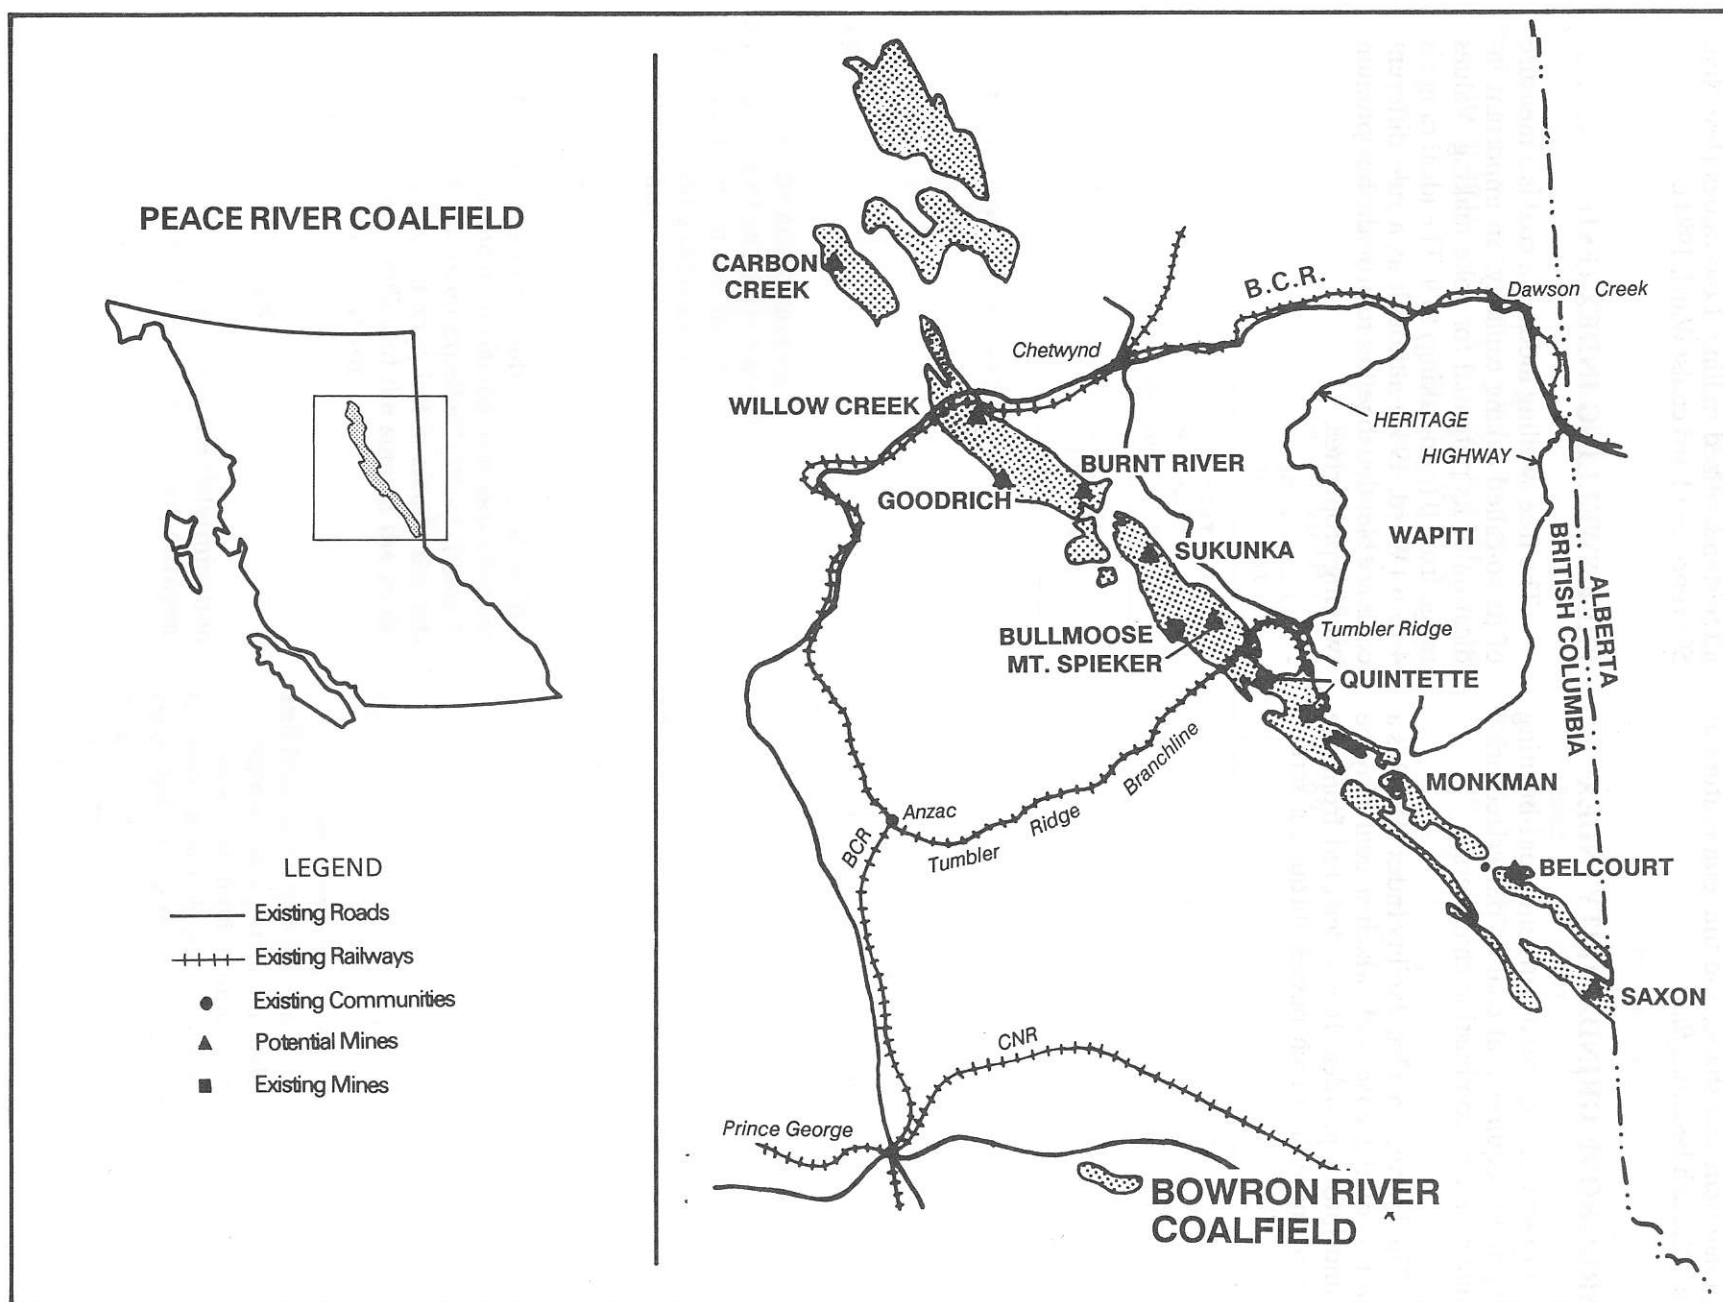 PEACE RIVER COALFIELD
LEGEND
Existing Roads
Existing Railways
Existing Communities
Potential Mines
Existing Mines
CARBON
CREEK
B.C.R.
Dawson Creek
Chetwynd
WILLOW CREEK
HERITAGE
HIGHWAY
BURNT RIVER
GOODRICH
WAPITI
SUKUNKA
BRITISH COLUMBIA
ALBERTA
BULLMOOSE
MT. SPIEKER
Tumbler Ridge
QUINTETTE
MONKMAN
Anzac
BCR
Tumbler Ridge Branchline
BELCOURT
SAXON
CNR
Prince George
BOWRON RIVER
COALFIELD